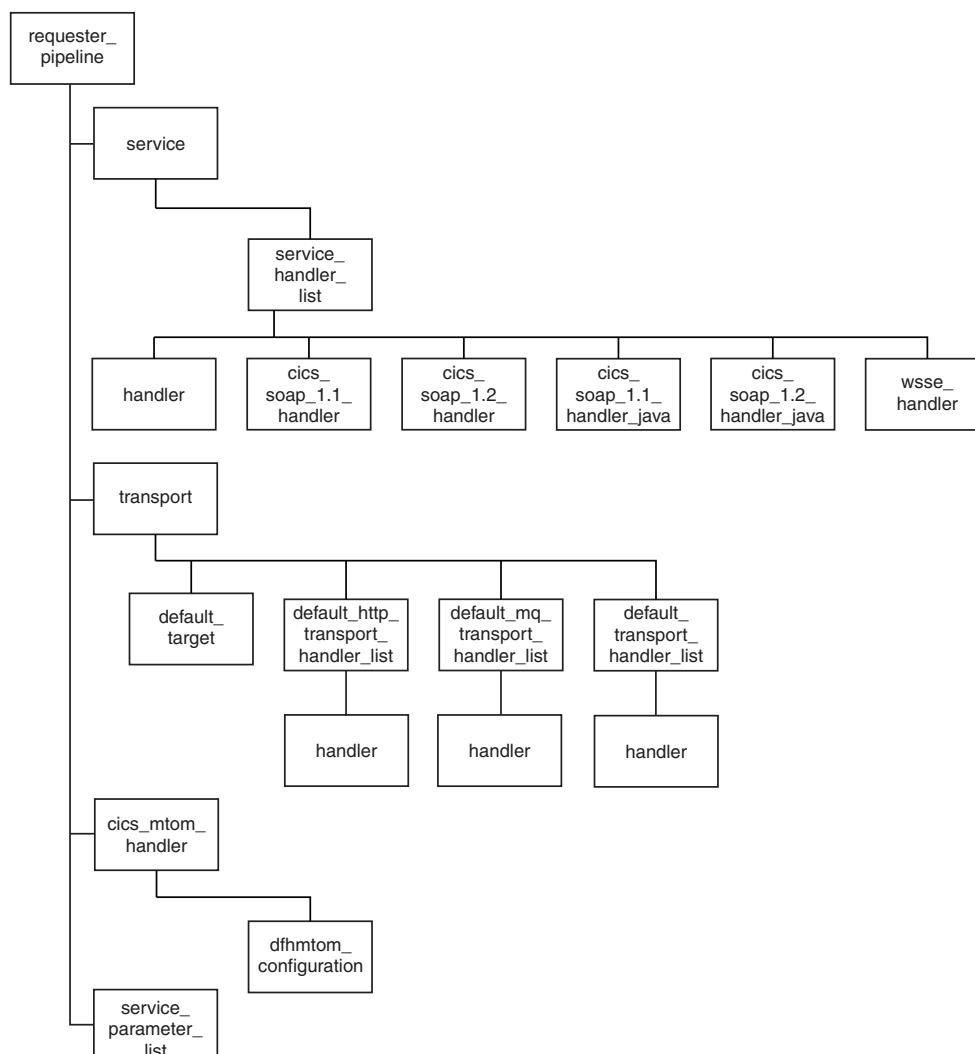 requester_
pipeline
service
service_
handler_
list
handler
cics_
soap_1.1_
handler
cics_
soap_1.2_
handler
cics_
soap_1.1_
handler_java
cics_
soap_1.2_
handler_java
wsse_
handler
transport
default_
target
default_http_
transport_
handler_list
default_mq_
transport_
handler_list
default_
transport_
handler_list
handler
handler
handler
cics_mtom_
handler
dfhmtom_
configuration
service_
parameter_
list